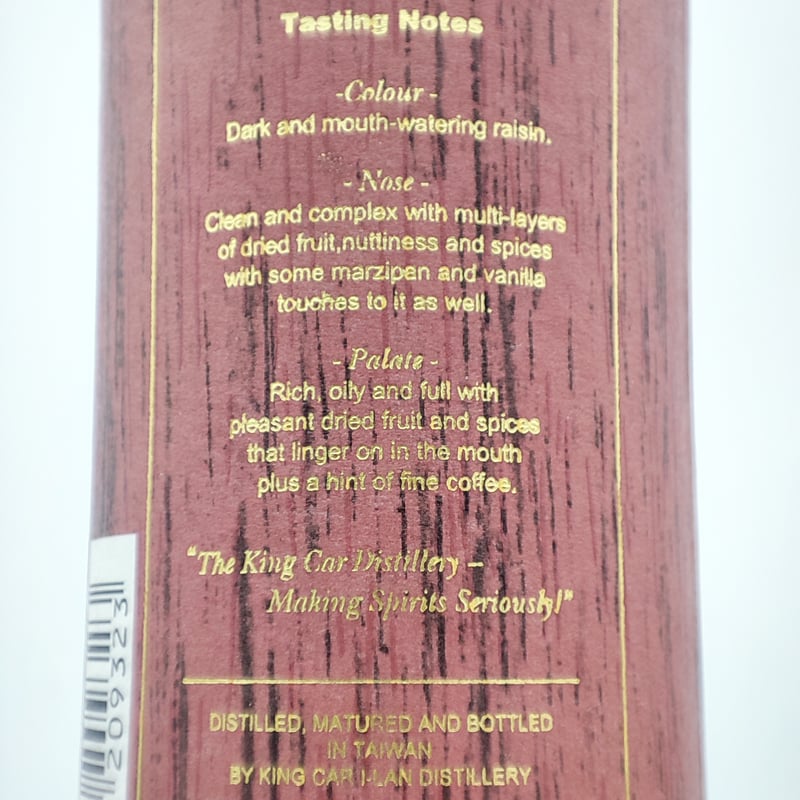 Tasting Notes
-Colour-
Dark and mouth-watering raisin.
- Nose -
Clean and complex with multi-layers
of dried fruit,nuttiness and spices
with some marzipan and vanilla
touches to it as well.
- Palate -
Rich, oily and full with
pleasant dried fruit and spices
that linger on in the mouth
plus a hint of fine coffee.
“The King Car Distillery –
Making Spirits Seriously!”
DISTILLED, MATURED AND BOTTLED
IN TAIWAN
BY KING CAR I-LAN DISTILLERY
209323